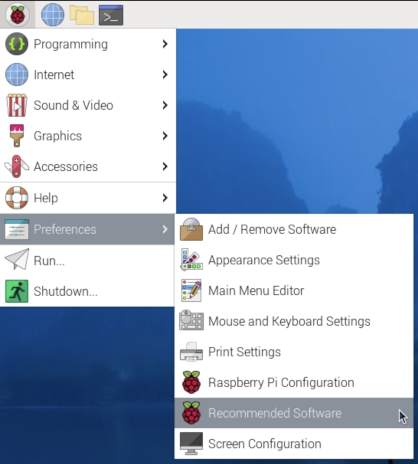 Programming
Internet
Sound & Video
Graphics
Accessories
Help
Preferences
Run...
Shutdown...
Add / Remove Software
Appearance Settings
Main Menu Editor
Mouse and Keyboard Settings
Print Settings
Raspberry Pi Configuration
Recommended Software
Screen Configuration